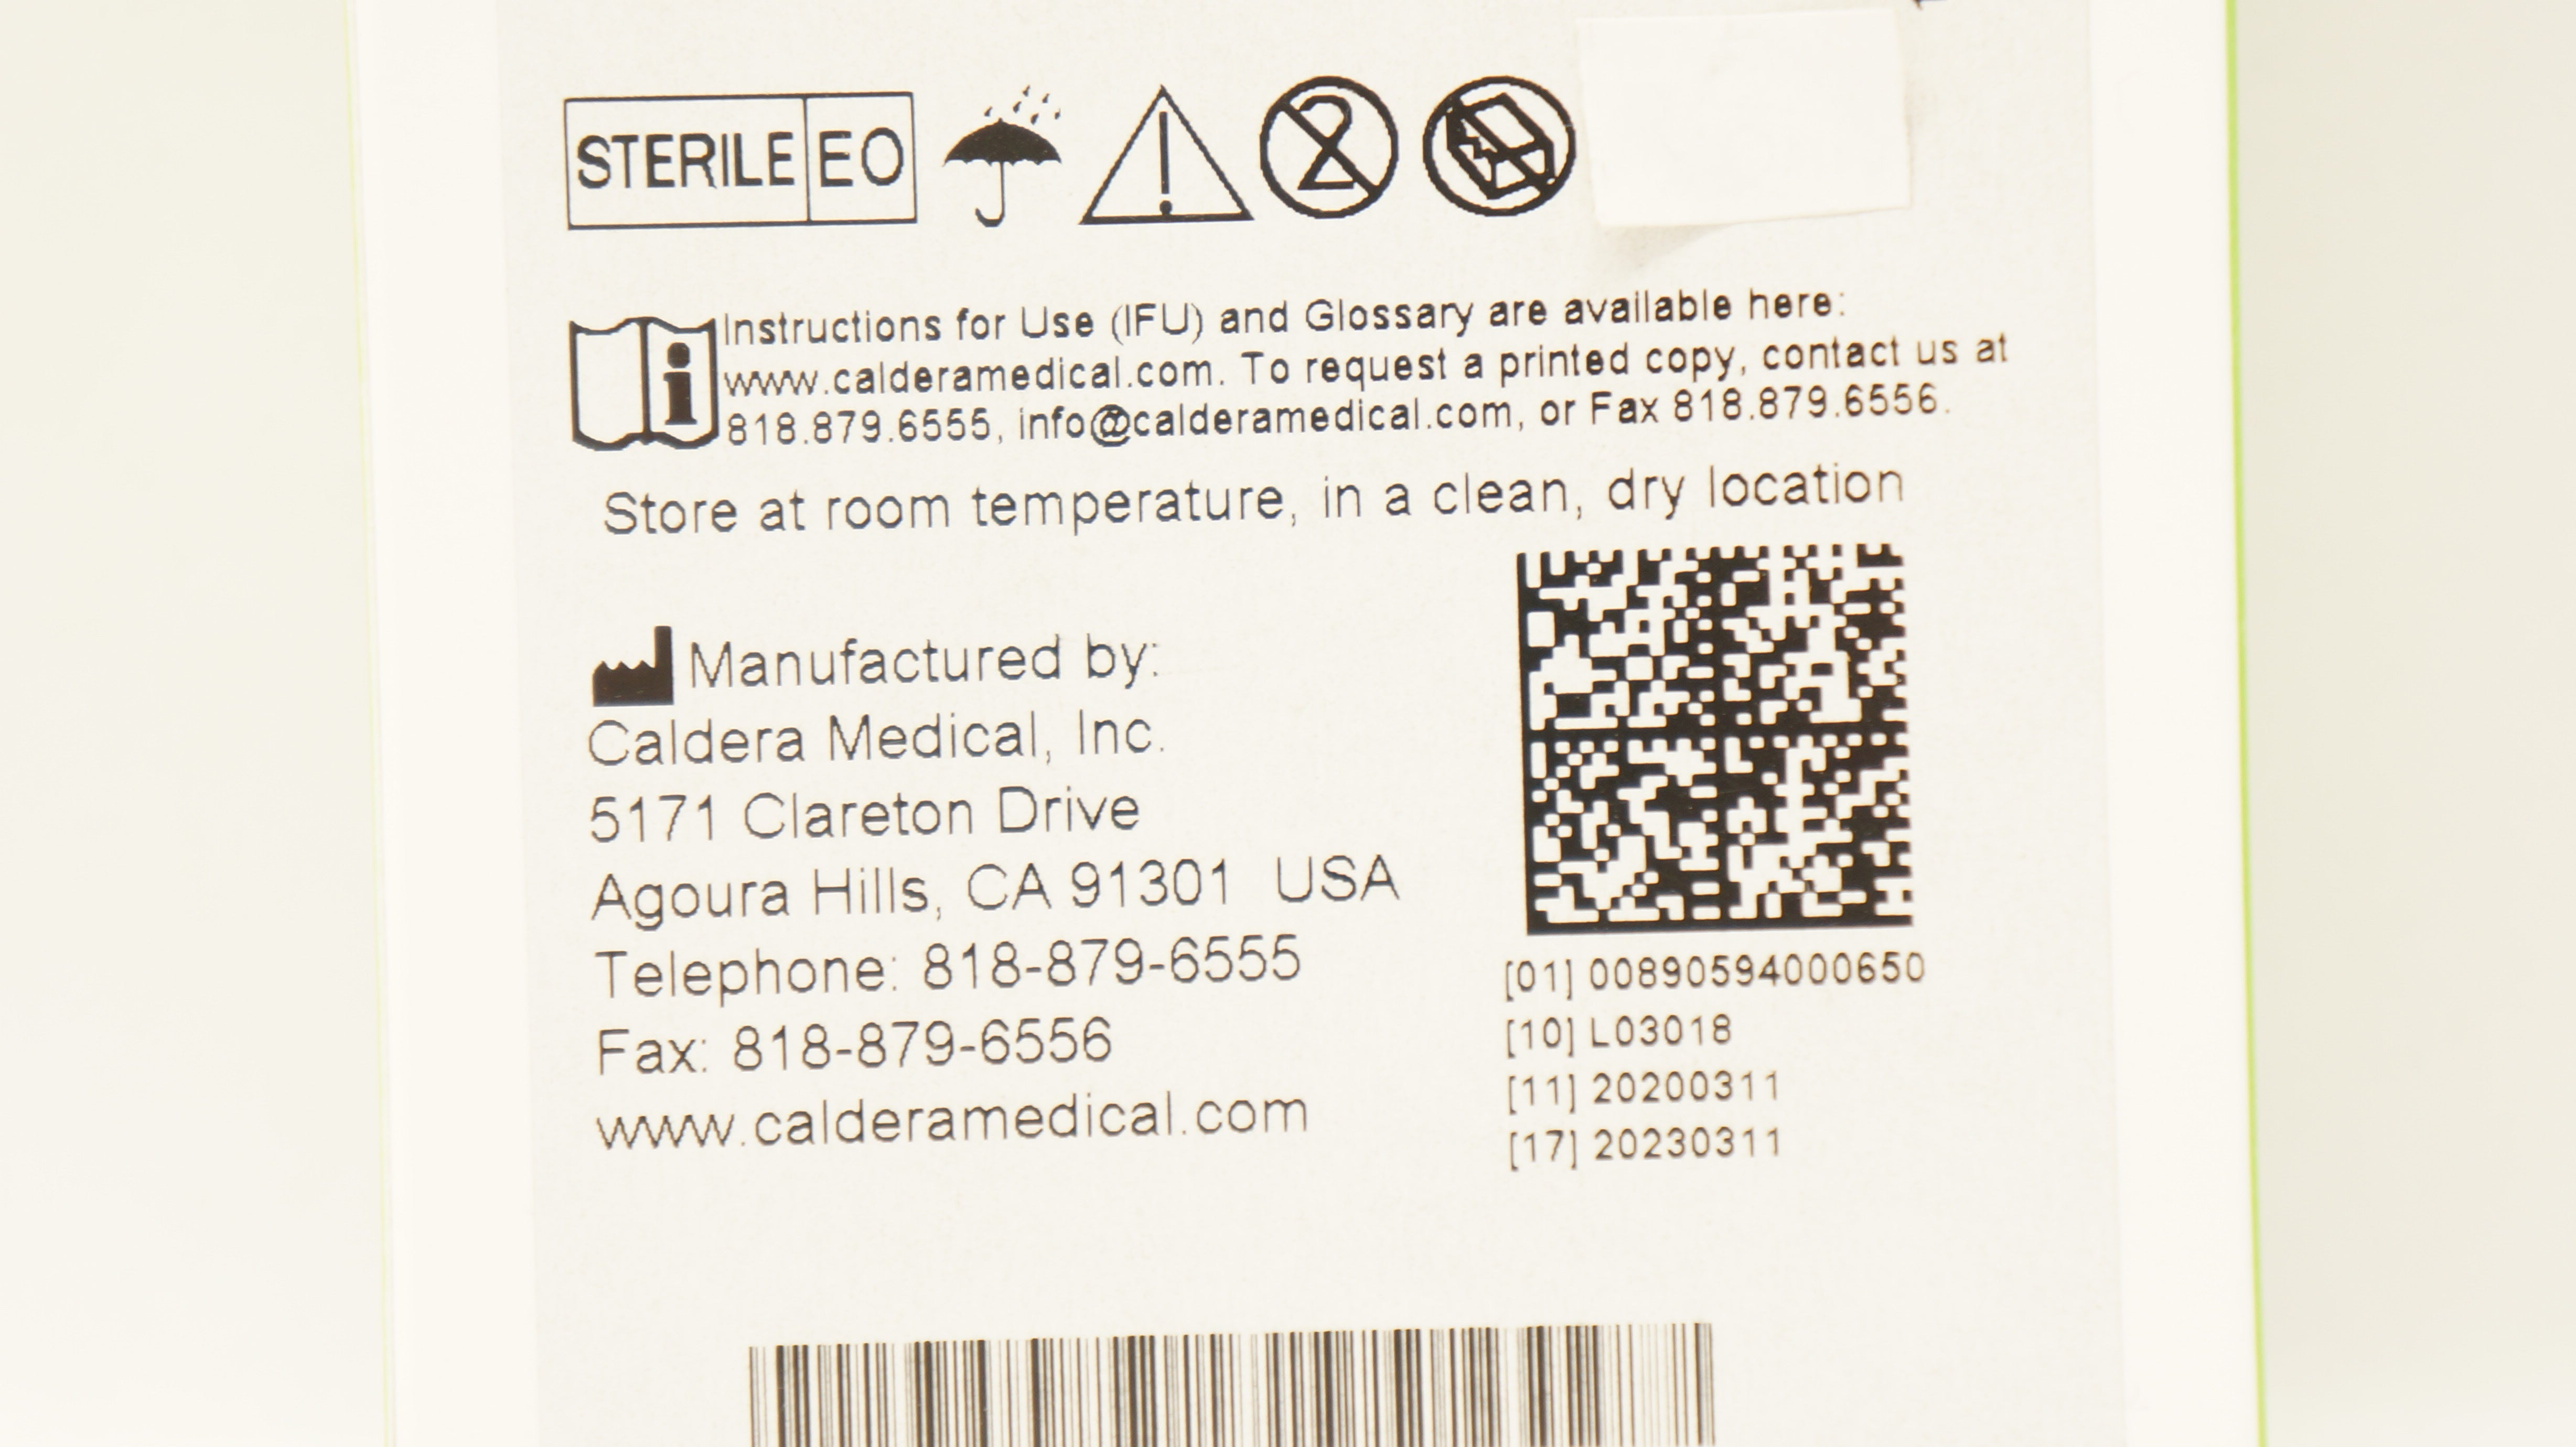 STERILE EO
Instructions for Use (IFU) and Glossary are available here:
www.calderamedical.com. To request a printed copy, contact us at
818.879.6555, info@calderamedical.com, or Fax 818.879.6556.
Store at room temperature, in a clean, dry location
Manufactured by:
Caldera Medical, Inc.
5171 Clareton Drive
Agoura Hills, CA 91301 USA
Telephone: 818-879-6555
Fax: 818-879-6556
www.calderamedical.com
[01] 00890594000650
[10] L03018
[11] 20200311
[17] 20230311